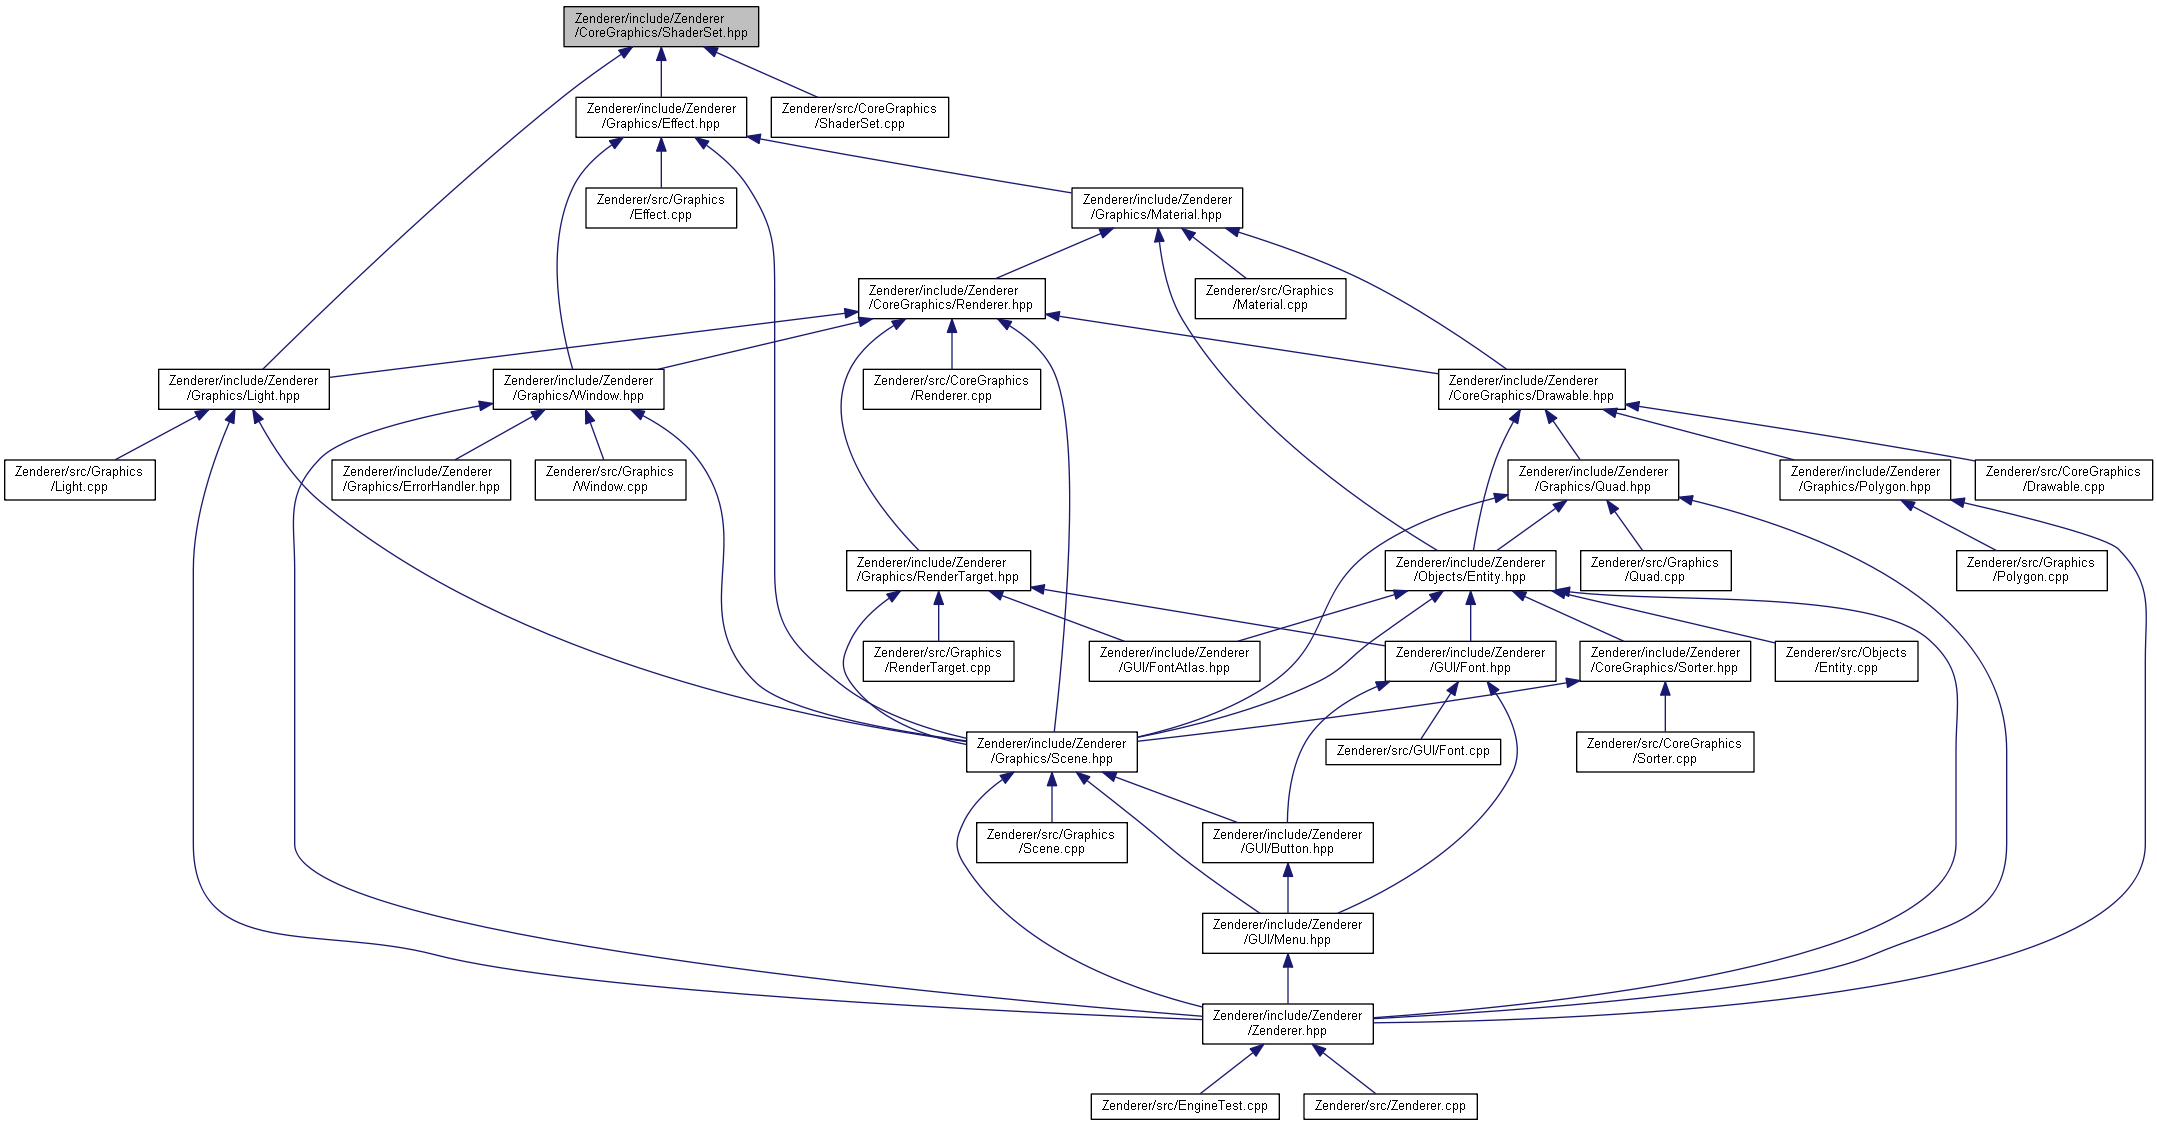 Zenderer/include/Zenderer
/CoreGraphics/ShaderSet.hpp
Zenderer/include/Zenderer
/Graphics/Effect.hpp
Zenderer/src/CoreGraphics
/ShaderSet.cpp
Zenderer/src/Graphics
/Effect.cpp
Zenderer/include/Zenderer
/Graphics/Material.hpp
Zenderer/include/Zenderer
/CoreGraphics/Renderer.hpp
Zenderer/src/Graphics
/Material.cpp
Zenderer/include/Zenderer
/Graphics/Light.hpp
Zenderer/include/Zenderer
/Graphics/Window.hpp
Zenderer/src/CoreGraphics
/Renderer.cpp
Zenderer/include/Zenderer
/CoreGraphics/Drawable.hpp
Zenderer/src/Graphics
/Light.cpp
Zenderer/include/Zenderer
/Graphics/ErrorHandler.hpp
Zenderer/src/Graphics
/Window.cpp
Zenderer/include/Zenderer
/Graphics/Quad.hpp
Zenderer/include/Zenderer
/Graphics/Polygon.hpp
Zenderer/src/CoreGraphics
/Drawable.cpp
Zenderer/include/Zenderer
/Graphics/RenderTarget.hpp
Zenderer/include/Zenderer
/Objects/Entity.hpp
Zenderer/src/Graphics
/Quad.cpp
Zenderer/src/Graphics
/Polygon.cpp
Zenderer/src/Graphics
/RenderTarget.cpp
Zenderer/include/Zenderer
/GUI/FontAtlas.hpp
Zenderer/include/Zenderer
/GUI/Font.hpp
Zenderer/include/Zenderer
/CoreGraphics/Sorter.hpp
Zenderer/src/Objects
/Entity.cpp
Zenderer/include/Zenderer
/Graphics/Scene.hpp
Zenderer/src/GUI/Font.cpp
Zenderer/src/CoreGraphics
/Sorter.cpp
Zenderer/src/Graphics
/Scene.cpp
Zenderer/include/Zenderer
/GUI/Button.hpp
Zenderer/include/Zenderer
/GUI/Menu.hpp
Zenderer/include/Zenderer
/Zenderer.hpp
Zenderer/src/EngineTest.cpp
Zenderer/src/Zenderer.cpp